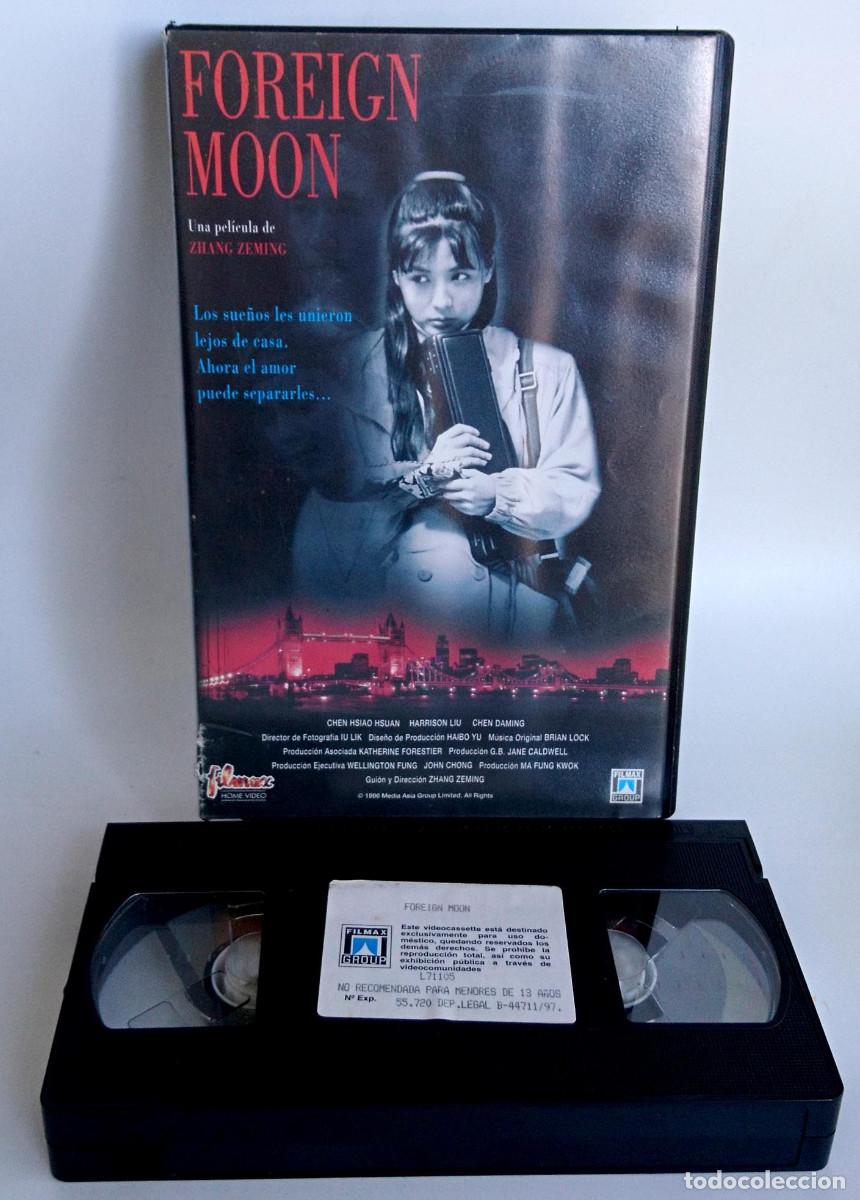 FOREIGN
MOON
Una película de
ZHANG ZEMING
Los sueños les unieron
lejos de casa.
Ahora el amor
puede separarles...
CHEN HSIAO HSUAN HARRISON LIU CHEN DAMING
Director de Fotografía IU LIK Diseño de Producción HAIBO YU Música Original BRIAN LOCK
Producción Asociada KATHERINE FORESTIER Producción G.B. JANE CALDWELL
Producción Ejecutiva WELLINGTON FUNG JOHN CHONG Producción MA FUNG KWOK
Guión y Dirección ZHANG ZEMING
© 1996 Media Asia Group Limited. All Rights
filmax
HOME VIDEO
FILMAX
GROUP
FOREIGN MOON
FILMAX
GROUP
Este videocassette está destinado
exclusivamente para uso do-
méstico, quedando reservados los
demás derechos. Se prohibe la
reproducción total, así como su
exhibición pública a través de
videocomunidades
L71105
NO RECOMENDADA PARA MENORES DE 13 AÑOS
Nº Exp. 55.720 DEP.LEGAL B-44711/97.
todocoleccion